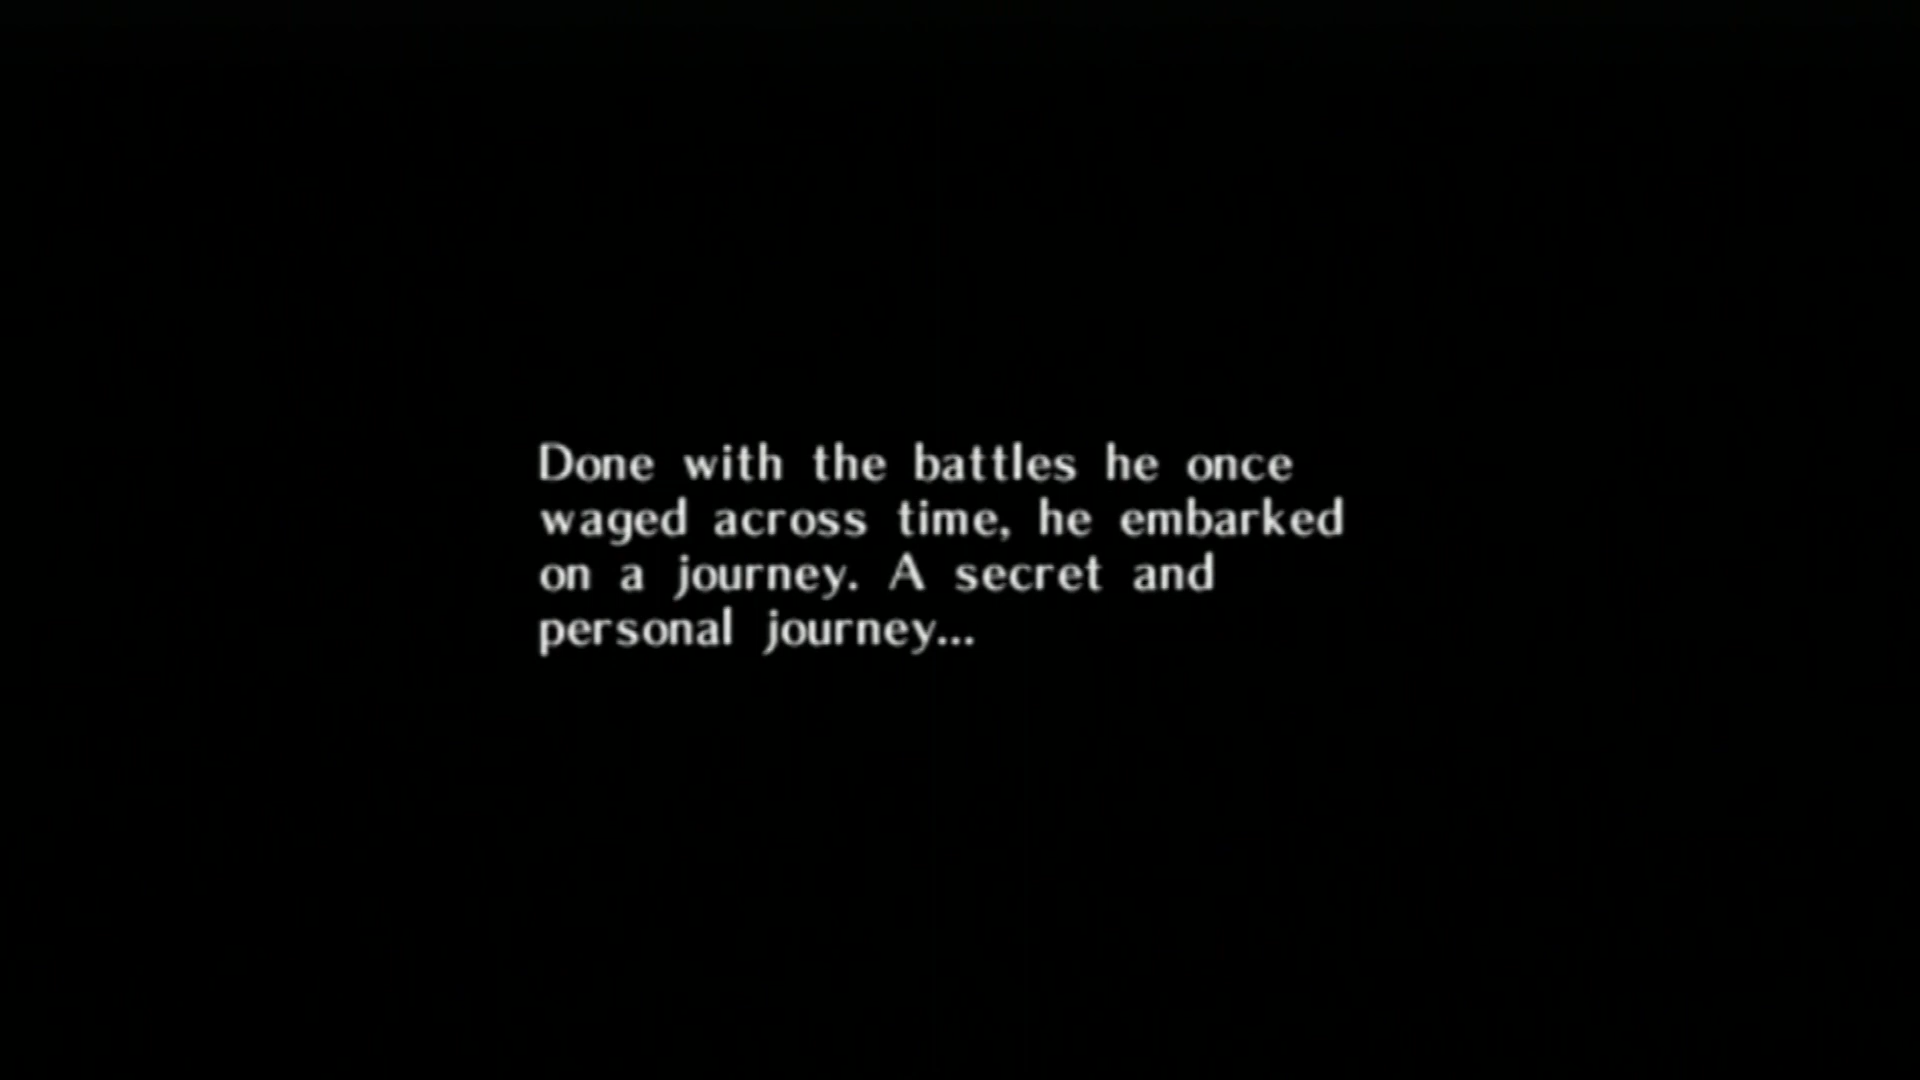 Done with the battles he once
waged across time, he embarked
on a journey. A secret and
personal journey...